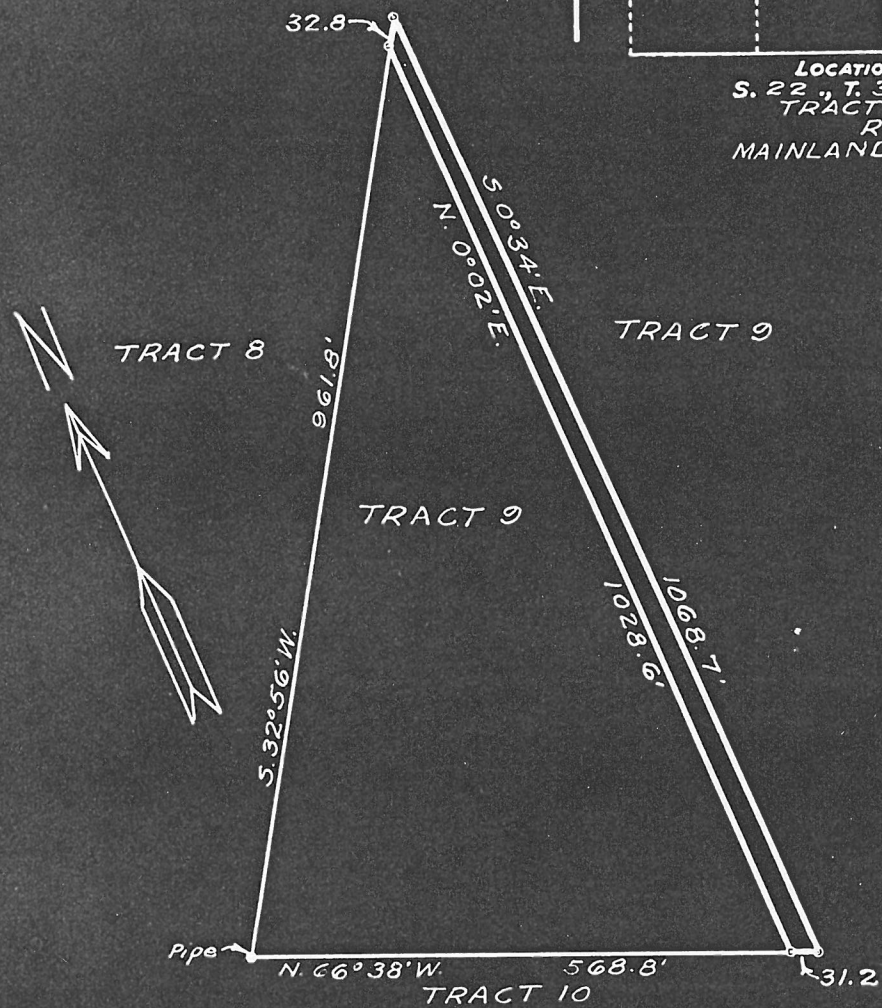 32.8
LOCATIO
S. 22., T. 3
TRACT
R
MAINLAND
S 0°34'E.
N. 0°02'E.
N
TRACT 8
TRACT 9
961.8'
TRACT 9
1068.7'
1028.6'
S. 32°56'W.
Pipe
N. 66°38'W. 568.8'
31.2
TRACT 10